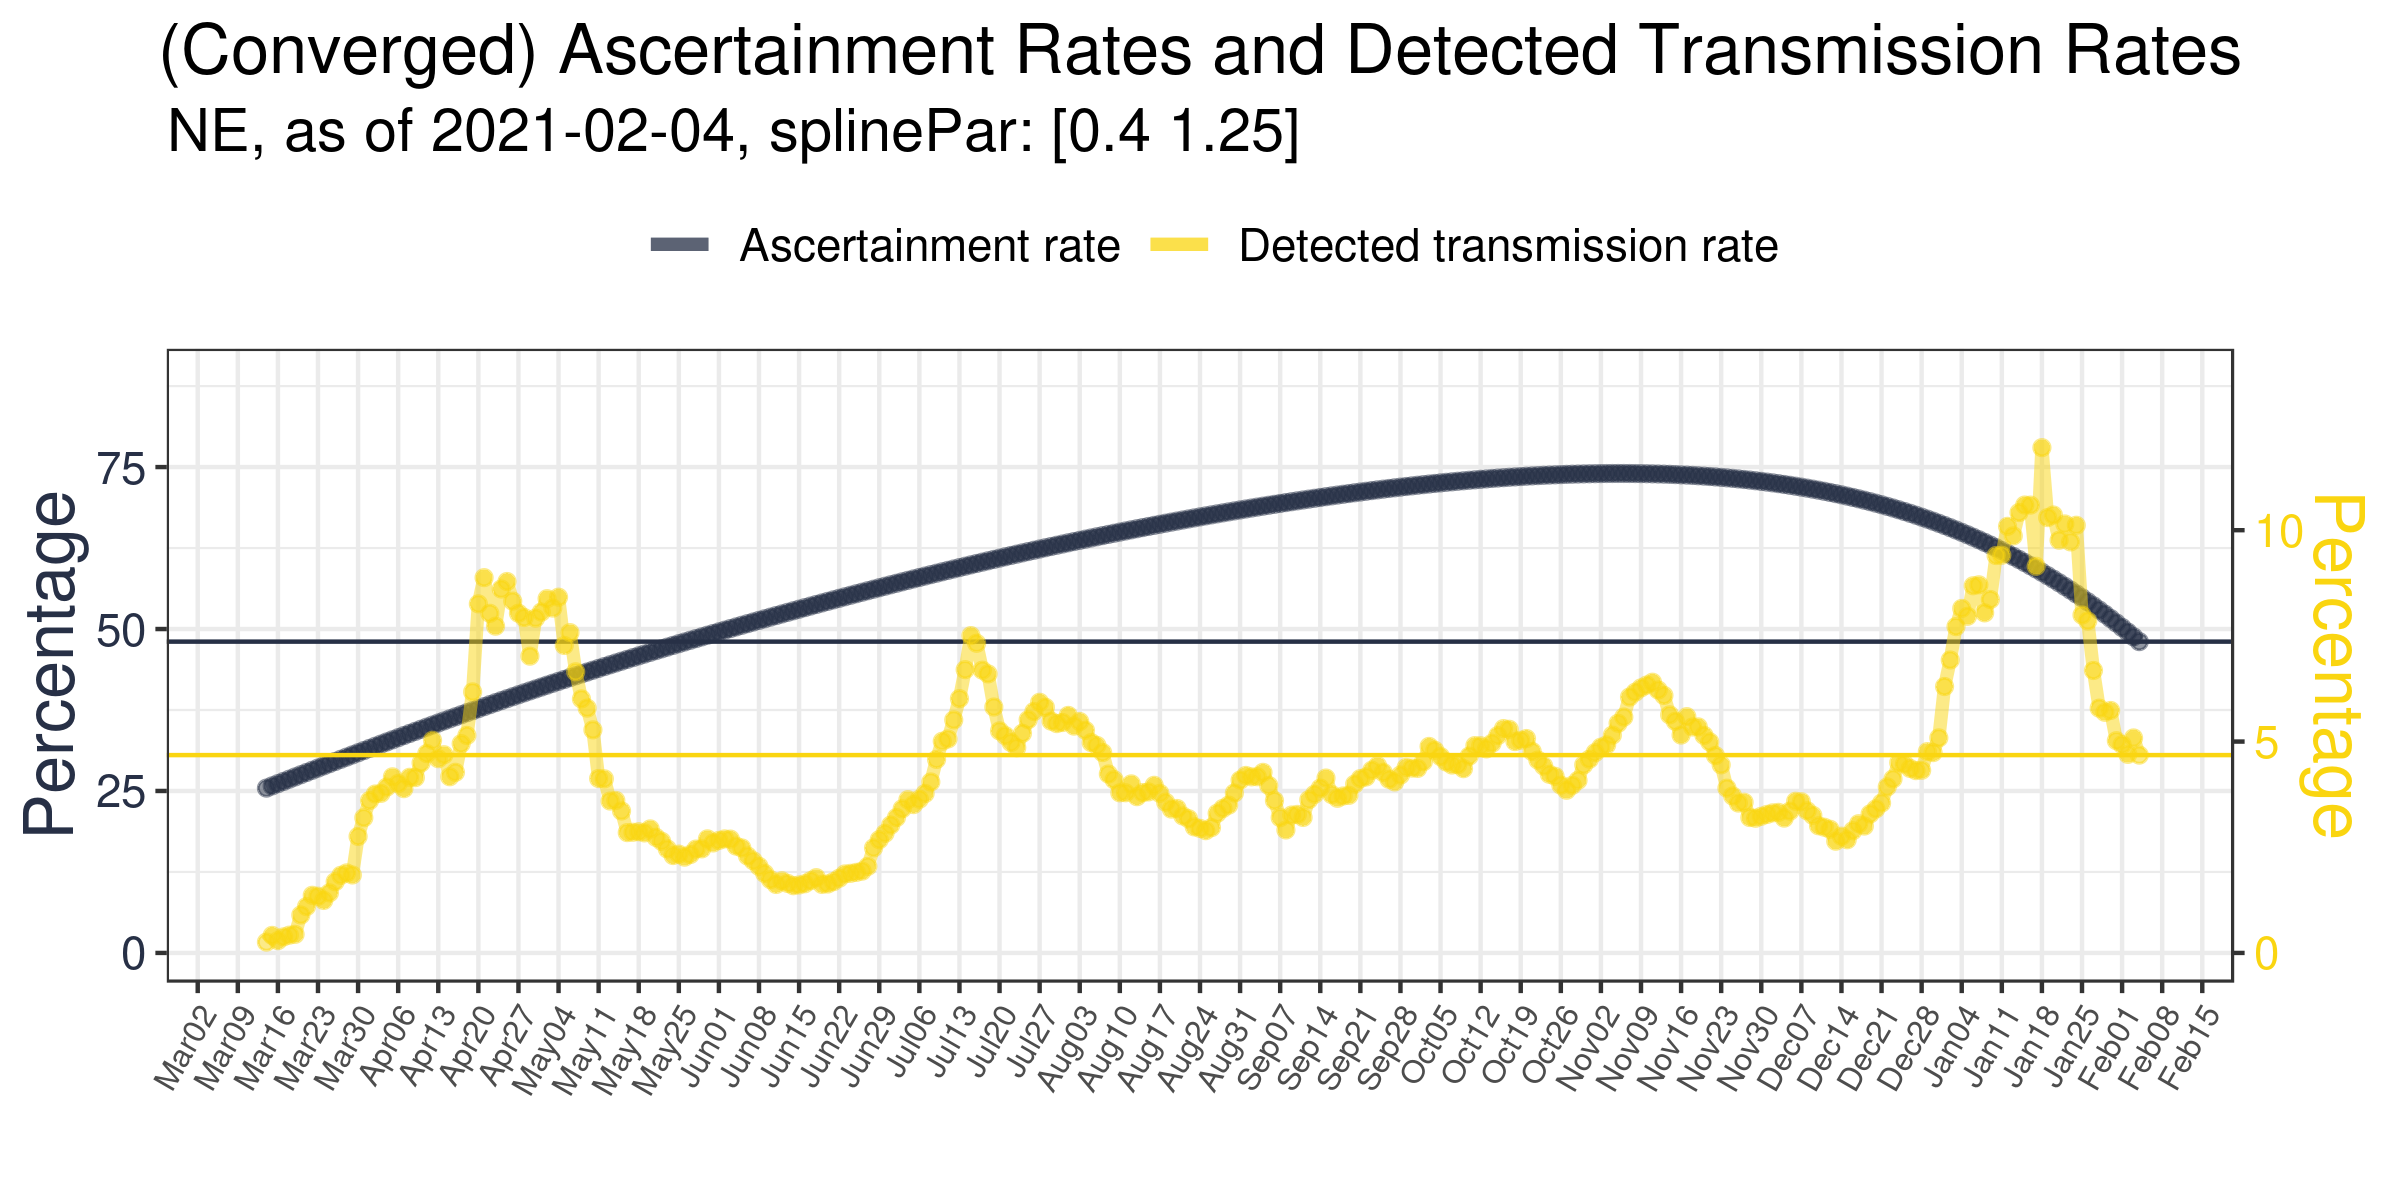 (Converged) Ascertainment Rates and Detected Transmission Rates
NE, as of 2021-02-04, splinePar: [0.4 1.25]
Ascertainment rate
Detected transmission rate
Percentage
75
50
25
0
10
5
0
Percentage
Mar02
Mar09
Mar16
Mar23
Mar30
Apr06
Apr13
Apr20
Apr27
May04
May11
May18
May25
Jun01
Jun08
Jun15
Jun22
Jun29
Jul06
Jul13
Jul20
Jul27
Aug03
Aug10
Aug17
Aug24
Aug31
Sep07
Sep14
Sep21
Sep28
Oct05
Oct12
Oct19
Oct26
Nov02
Nov09
Nov16
Nov23
Nov30
Dec07
Dec14
Dec21
Dec28
Jan04
Jan11
Jan18
Jan25
Feb01
Feb08
Feb15